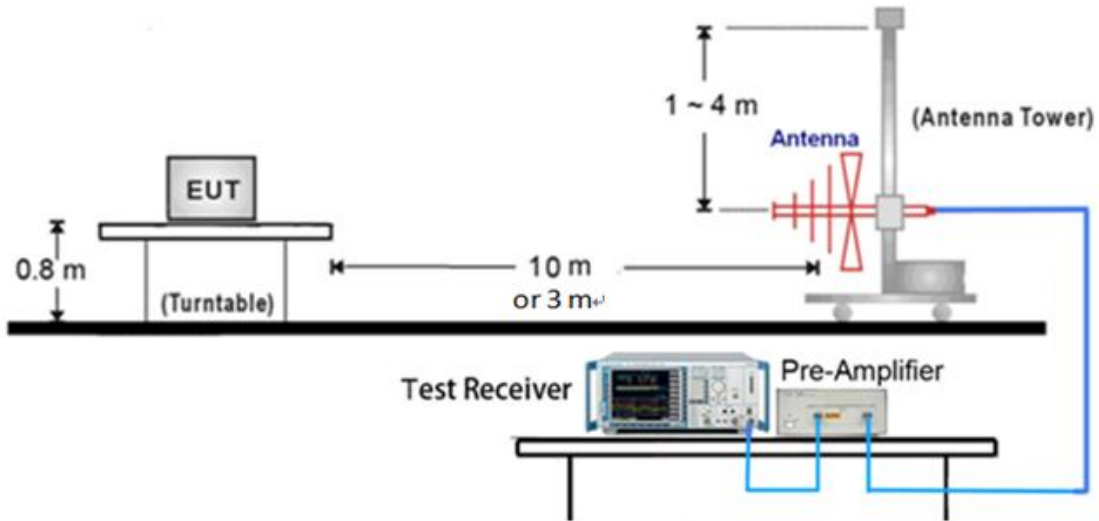 1 ~ 4 m
(Antenna Tower)
Antenna
EUT
0.8 m
(Turntable)
10 m
or 3 m↵
Test Receiver
Pre-Amplifier